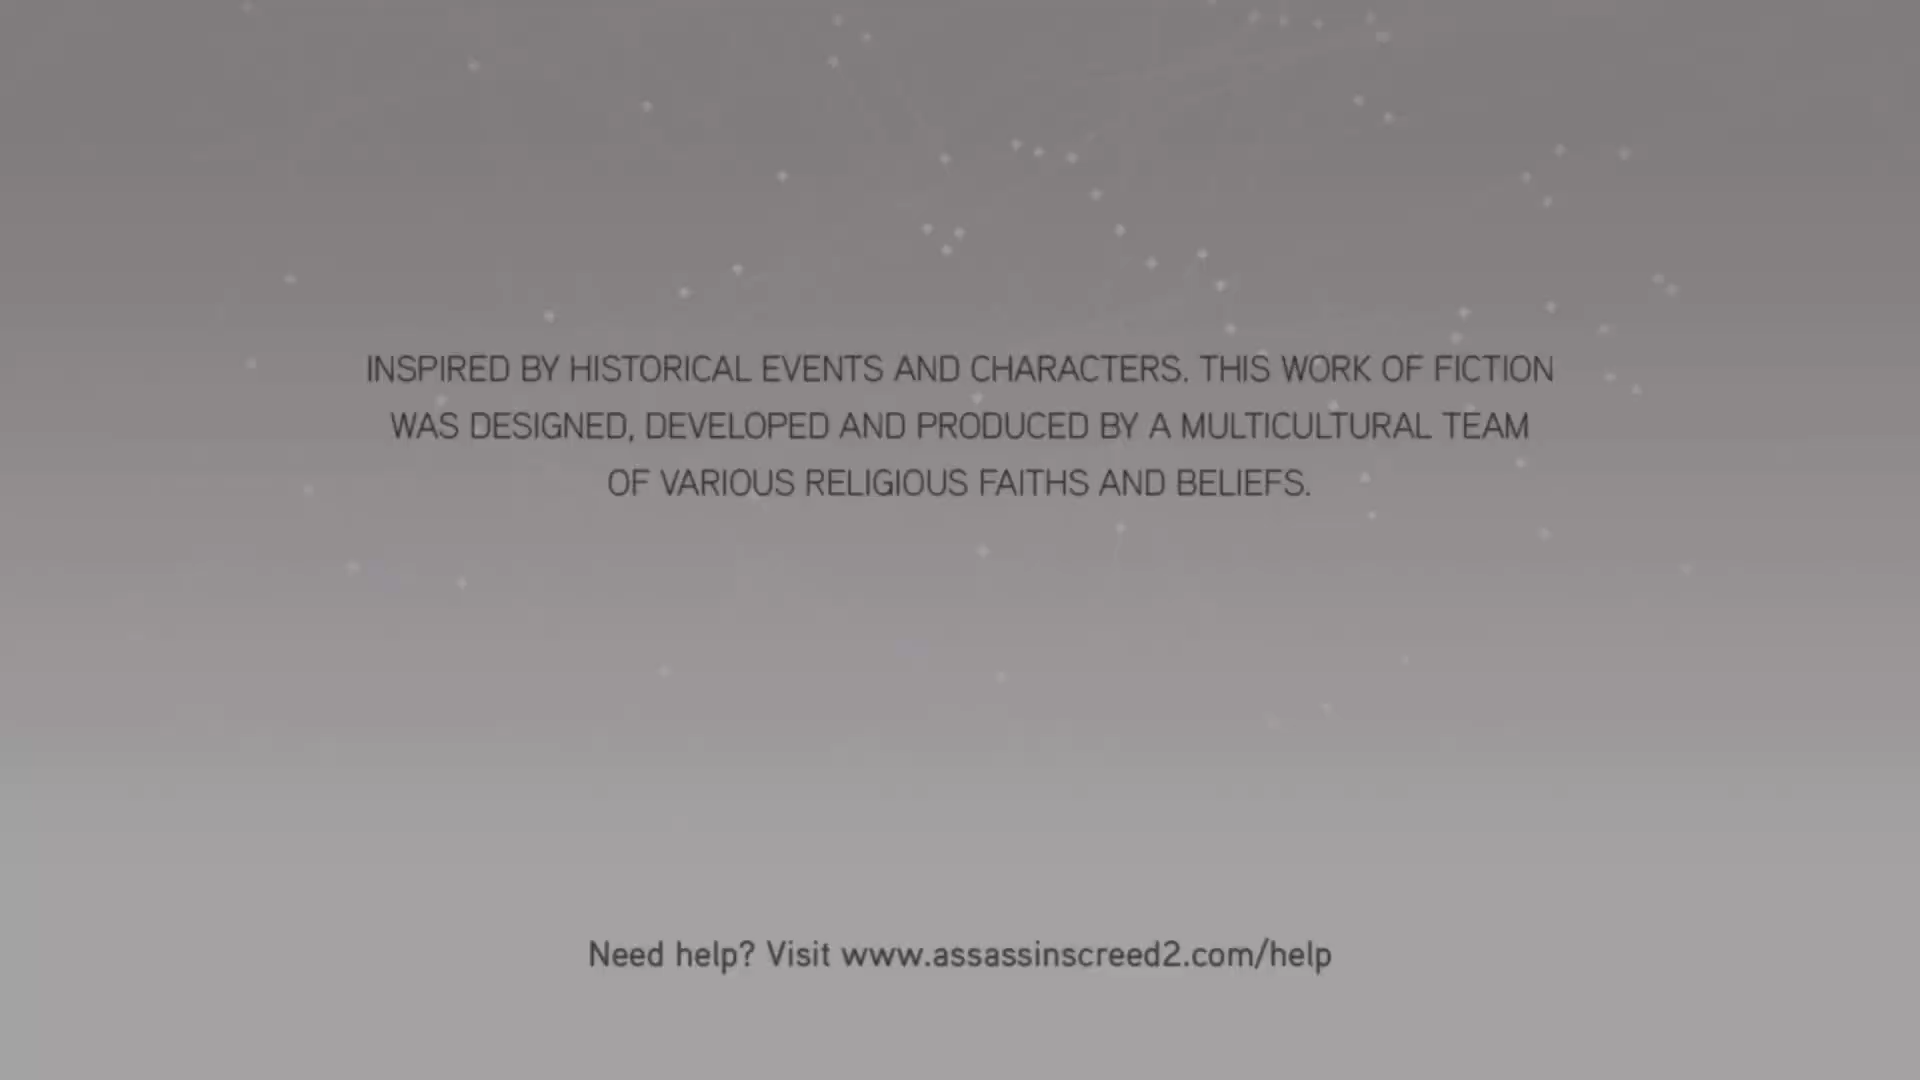 INSPIRED BY HISTORICAL EVENTS AND CHARACTERS. THIS WORK OF FICTION
WAS DESIGNED, DEVELOPED AND PRODUCED BY A MULTICULTURAL TEAM
OF VARIOUS RELIGIOUS FAITHS AND BELIEFS.
Need help? Visit www.assassinscreed2.com/help